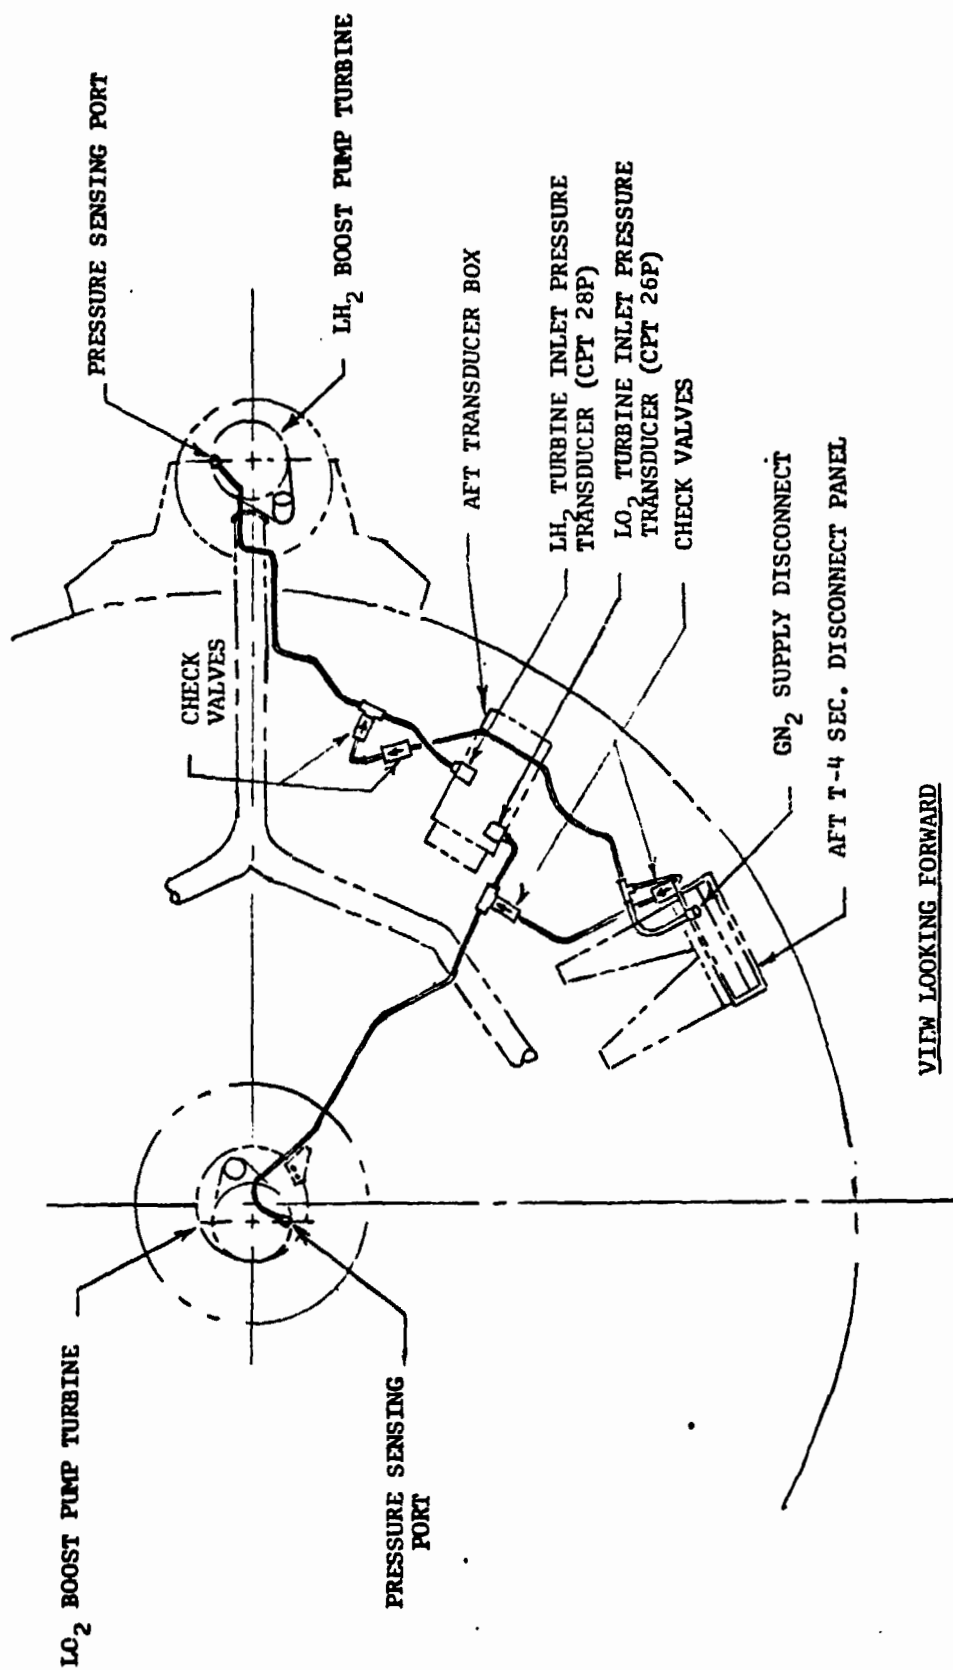 LO2 BOOST PUMP TURBINE
PRESSURE SENSING
PORT
PRESSURE SENSING PORT
LH2 BOOST PUMP TURBINE
CHECK
VALVES
AFT TRANSDUCER BOX
LH2 TURBINE INLET PRESSURE
TRANSDUCER (CPT 28P)
LO2 TURBINE INLET PRESSURE
TRANSDUCER (CPT 26P)
CHECK VALVES
GN2 SUPPLY DISCONNECT
AFT T-4 SEC. DISCONNECT PANEL
VIEW LOOKING FORWARD